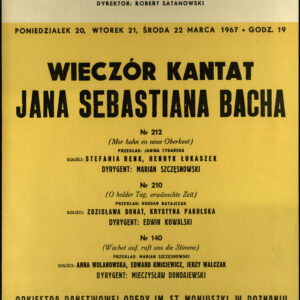 DYREKTOR: ROBERT SATANOWSKI
PONIEDZIAŁEK 20, WTOREK 21, ŚRODA 22 MARCA 1967 • GODZ. 19
WIECZÓR KANTAT
JANA SEBASTIANA BACHA
Nr 212
(Mer hahn en neue Oberkeet)
PRZEKŁAD: JANINA CYGAŃSKA
SOLIŚCI: STEFANIA DENK, HENRYK ŁUKASZEK
DYRYGENT: MARIAN SZCZĘSNOWSKI
Nr 210
(O holder Tag, erwünschte Zeit)
PRZEKŁAD: BOGDAN RATAJCZAK
SOLIŚCI: ZDZISŁAWA DONAT, KRYSTYNA PAKULSKA
DYRYGENT: EDWIN KOWALSKI
Nr 140
(Wachet auf, ruft uns die Stimme)
PRZEKŁAD: MARIAN SZCZĘSNOWSKI
SOLIŚCI: ANNA WOLANOWSKA, EDWARD KMICIEWICZ, JERZY WALCZAK
DYRYGENT: MIECZYSŁAW DONDAJEWSKI
ORKIESTRA PAŃSTWOWEJ OPERY IM. ST. MONIUSZKI W POZNANIU